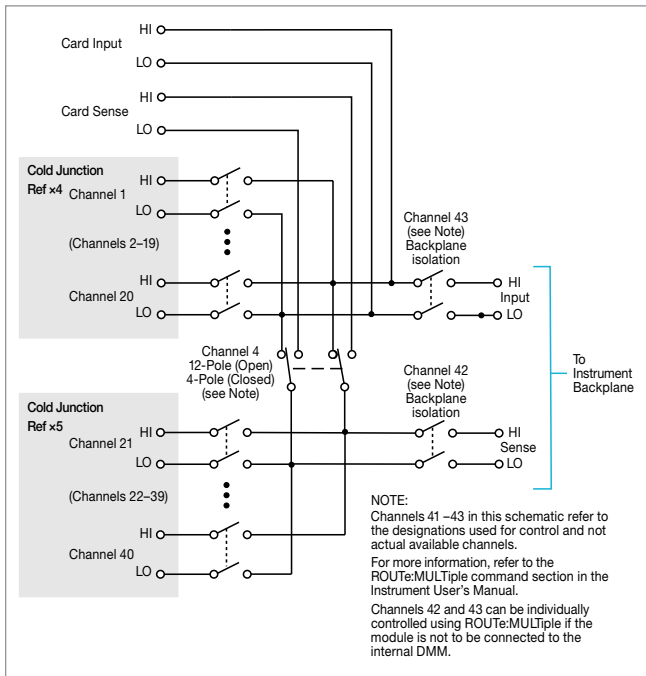 HI
Card Input
LO
HI
Card Sense
LO
Cold Junction
Ref ×4
HI
Channel 1
LO
(Channels 2–19)
HI
Channel 20
LO
Channel 43
(see Note)
Backplane
isolation
HI
Input
LO
Channel 4
12-Pole (Open)
4-Pole (Closed)
(see Note)
To
Instrument
Backplane
Cold Junction
Ref ×5
HI
Channel 21
LO
(Channels 22–39)
HI
Channel 40
LO
Channel 42
(see Note)
Backplane
isolation
HI
Sense
LO
NOTE:
Channels 41 –43 in this schematic refer to
the designations used for control and not
actual available channels.
For more information, refer to the
ROUTe:MULTiple command section in the
Instrument User's Manual.
Channels 42 and 43 can be individually
controlled using ROUTe:MULTiple if the
module is not to be connected to the
internal DMM.